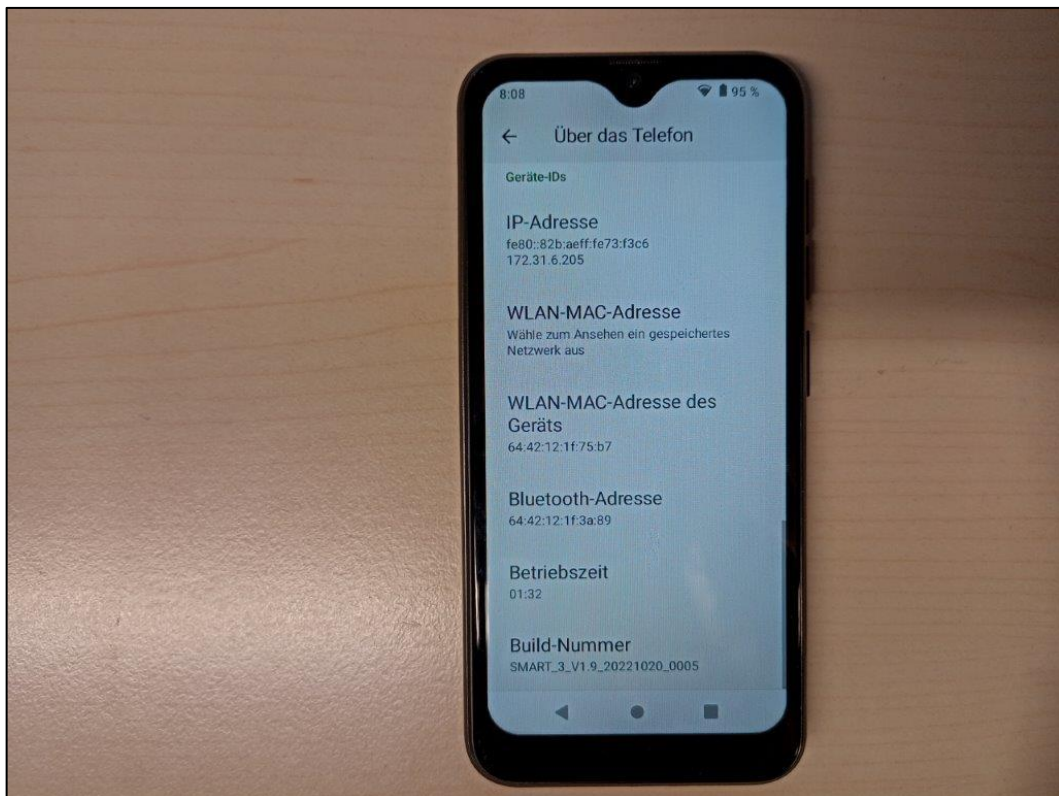 8:08
95 %
Über das Telefon
Geräte-IDs
IP-Adresse
fe80::82b:aeff:fe73:f3c6
172.31.6.205
WLAN-MAC-Adresse
Wähle zum Ansehen ein gespeichertes
Netzwerk aus
WLAN-MAC-Adresse des
Geräts
64:42:12:1f:75:b7
Bluetooth-Adresse
64:42:12:1f:3a:89
Betriebszeit
01:32
Build-Nummer
SMART_3_V1.9_20221020_0005